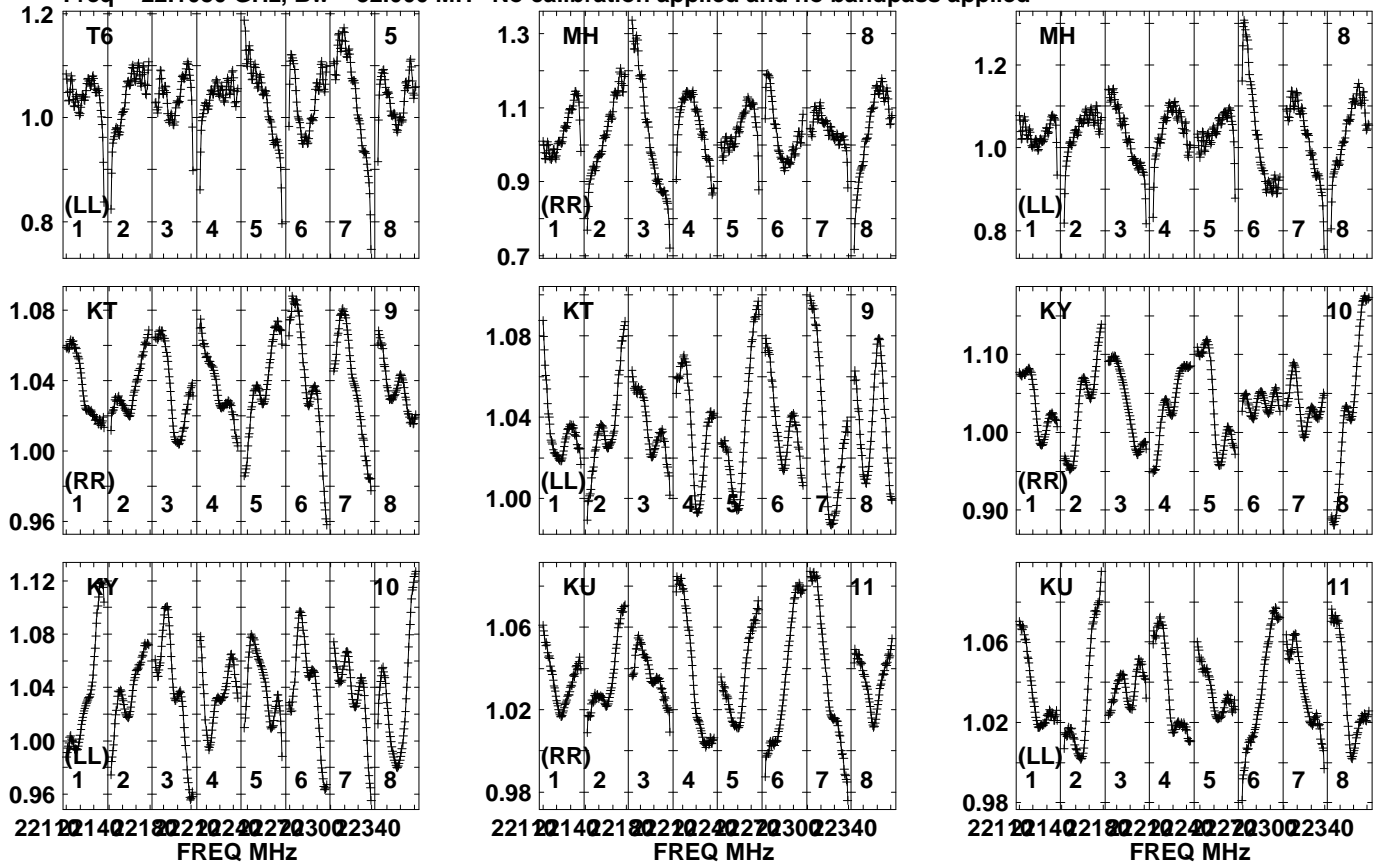 No calibration applied and no bandpass applied
1.2
T6 5
1.0
0.8
(LL)
1 2 3 4 5 6 7 8
1.3
MH 8
1.1
0.9
(RR)
0.7
1 2 3 4 5 6 7 8
1.2
MH 8
1.0
0.8
(LL)
1 2 3 4 5 6 7 8
1.08
KT 9
1.04
1.00
(RR)
0.96
1 2 3 4 5 6 7 8
1.08
KT 9
1.04
1.00
(LL)
1 2 3 4 5 6 7 8
1.10
KY 10
1.00
(RR)
0.90
1 2 3 4 5 6 7 8
1.12
KY 10
1.08
1.04
1.00
(LL)
0.96
1 2 3 4 5 6 7 8
1.06
KU 11
1.02
(RR)
0.98
1 2 3 4 5 6 7 8
1.06
KU 11
1.02
(LL)
0.98
1 2 3 4 5 6 7 8
FREQ MHz
FREQ MHz
FREQ MHz